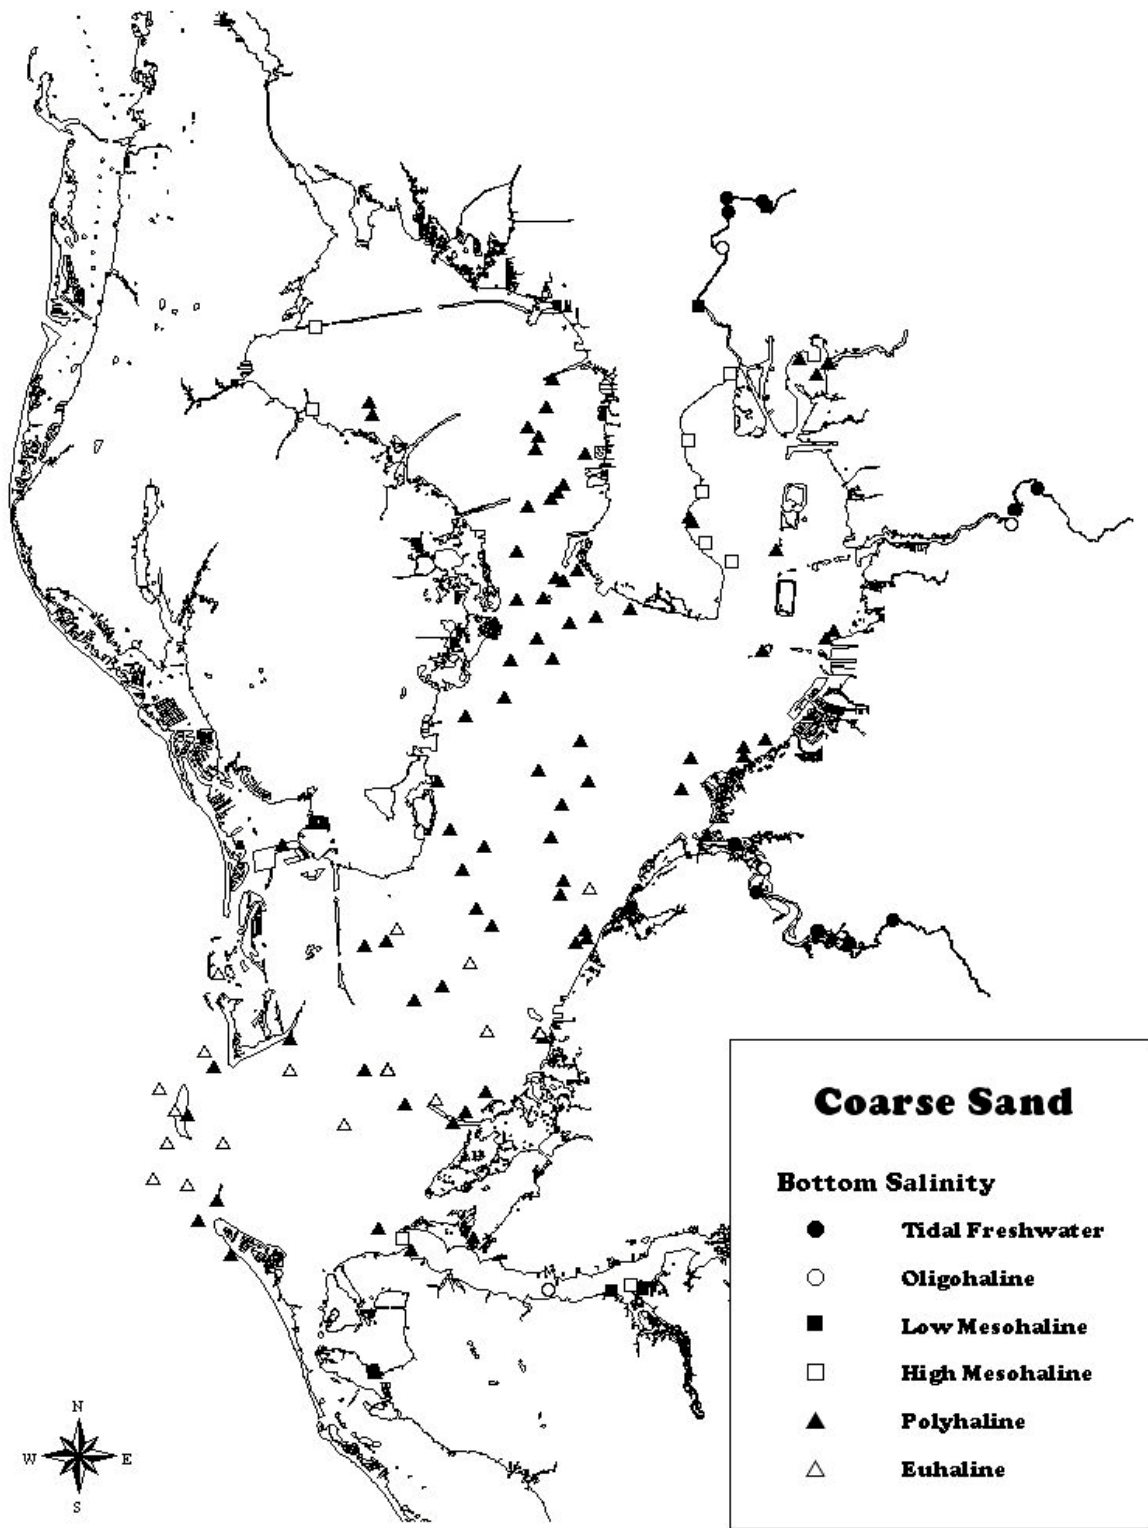 Coarse Sand
Bottom Salinity
Tidal Freshwater
Oligohaline
Low Mesohaline
High Mesohaline
Polyhaline
Euhaline
N
W E
S